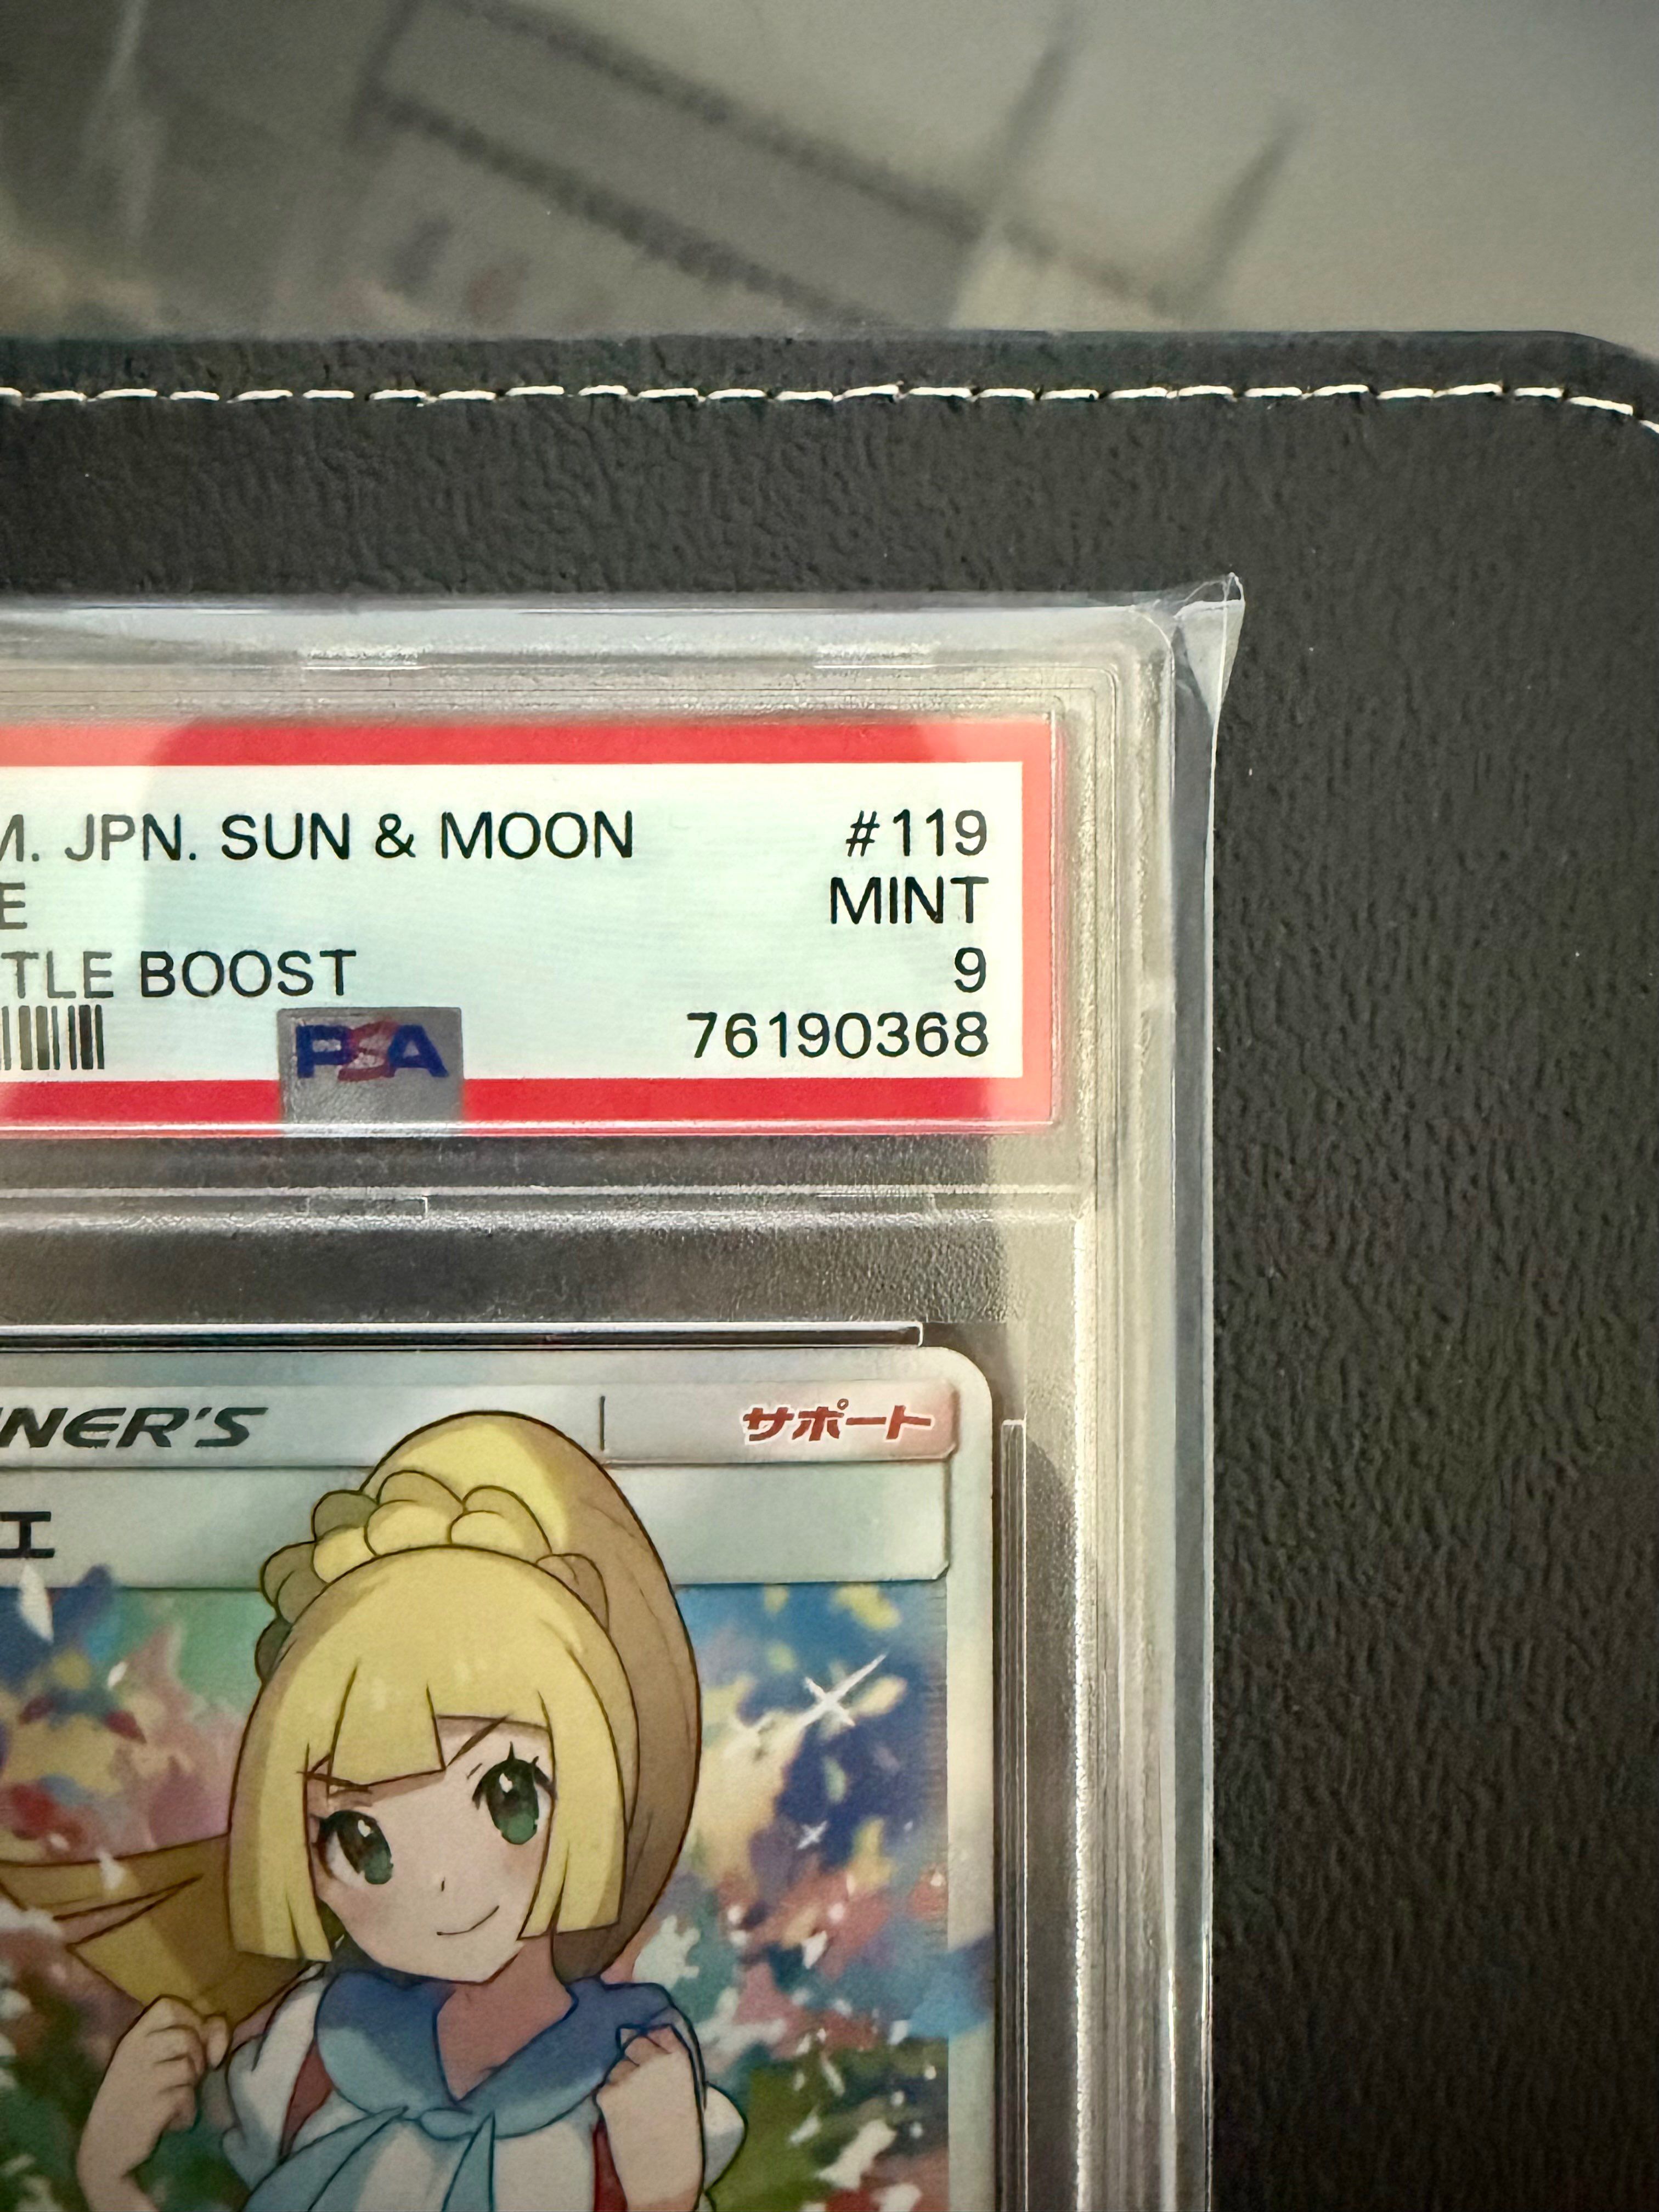 M. JPN. SUN & MOON #119
E MINT
TLE BOOST 9
PSA 76190368
NER'S サポート
エ